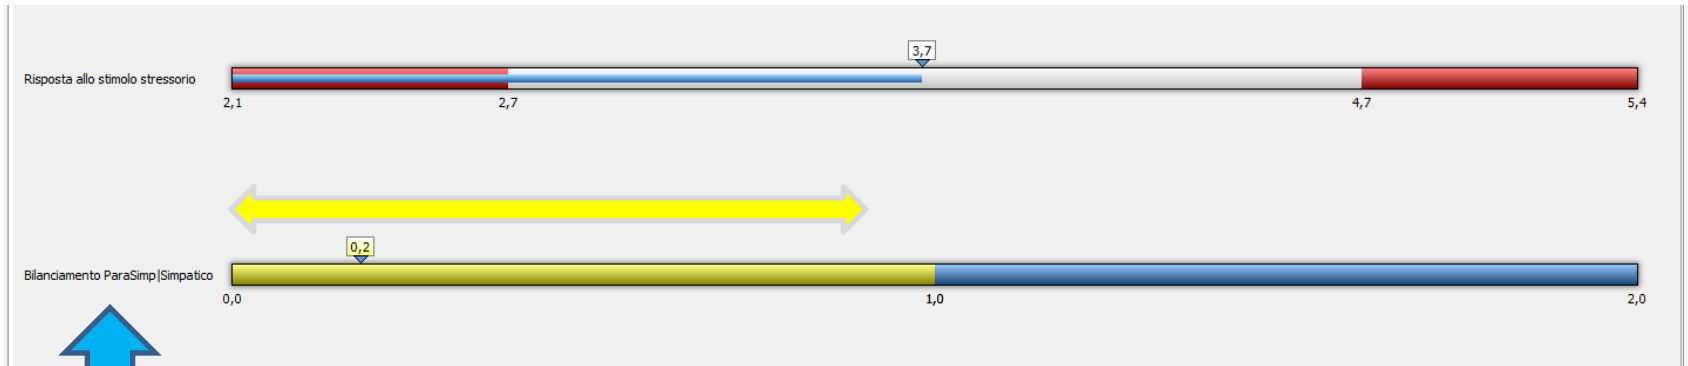 3,7
Risposta allo stimolo stressorio
2,1 2,7 4,7 5,4
0,2
Bilanciamento ParaSimp|Simpatico
0,0 1,0 2,0